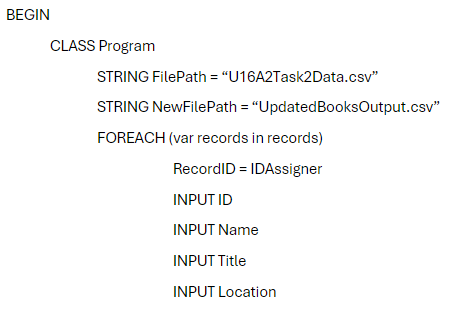 BEGIN
CLASS Program
STRING FilePath = “U16A2Task2Data.csv”
STRING NewFilePath = “UpdatedBooksOutput.csv”
FOREACH (var records in records)
RecordID = IDAssigner
INPUT ID
INPUT Name
INPUT Title
INPUT Location